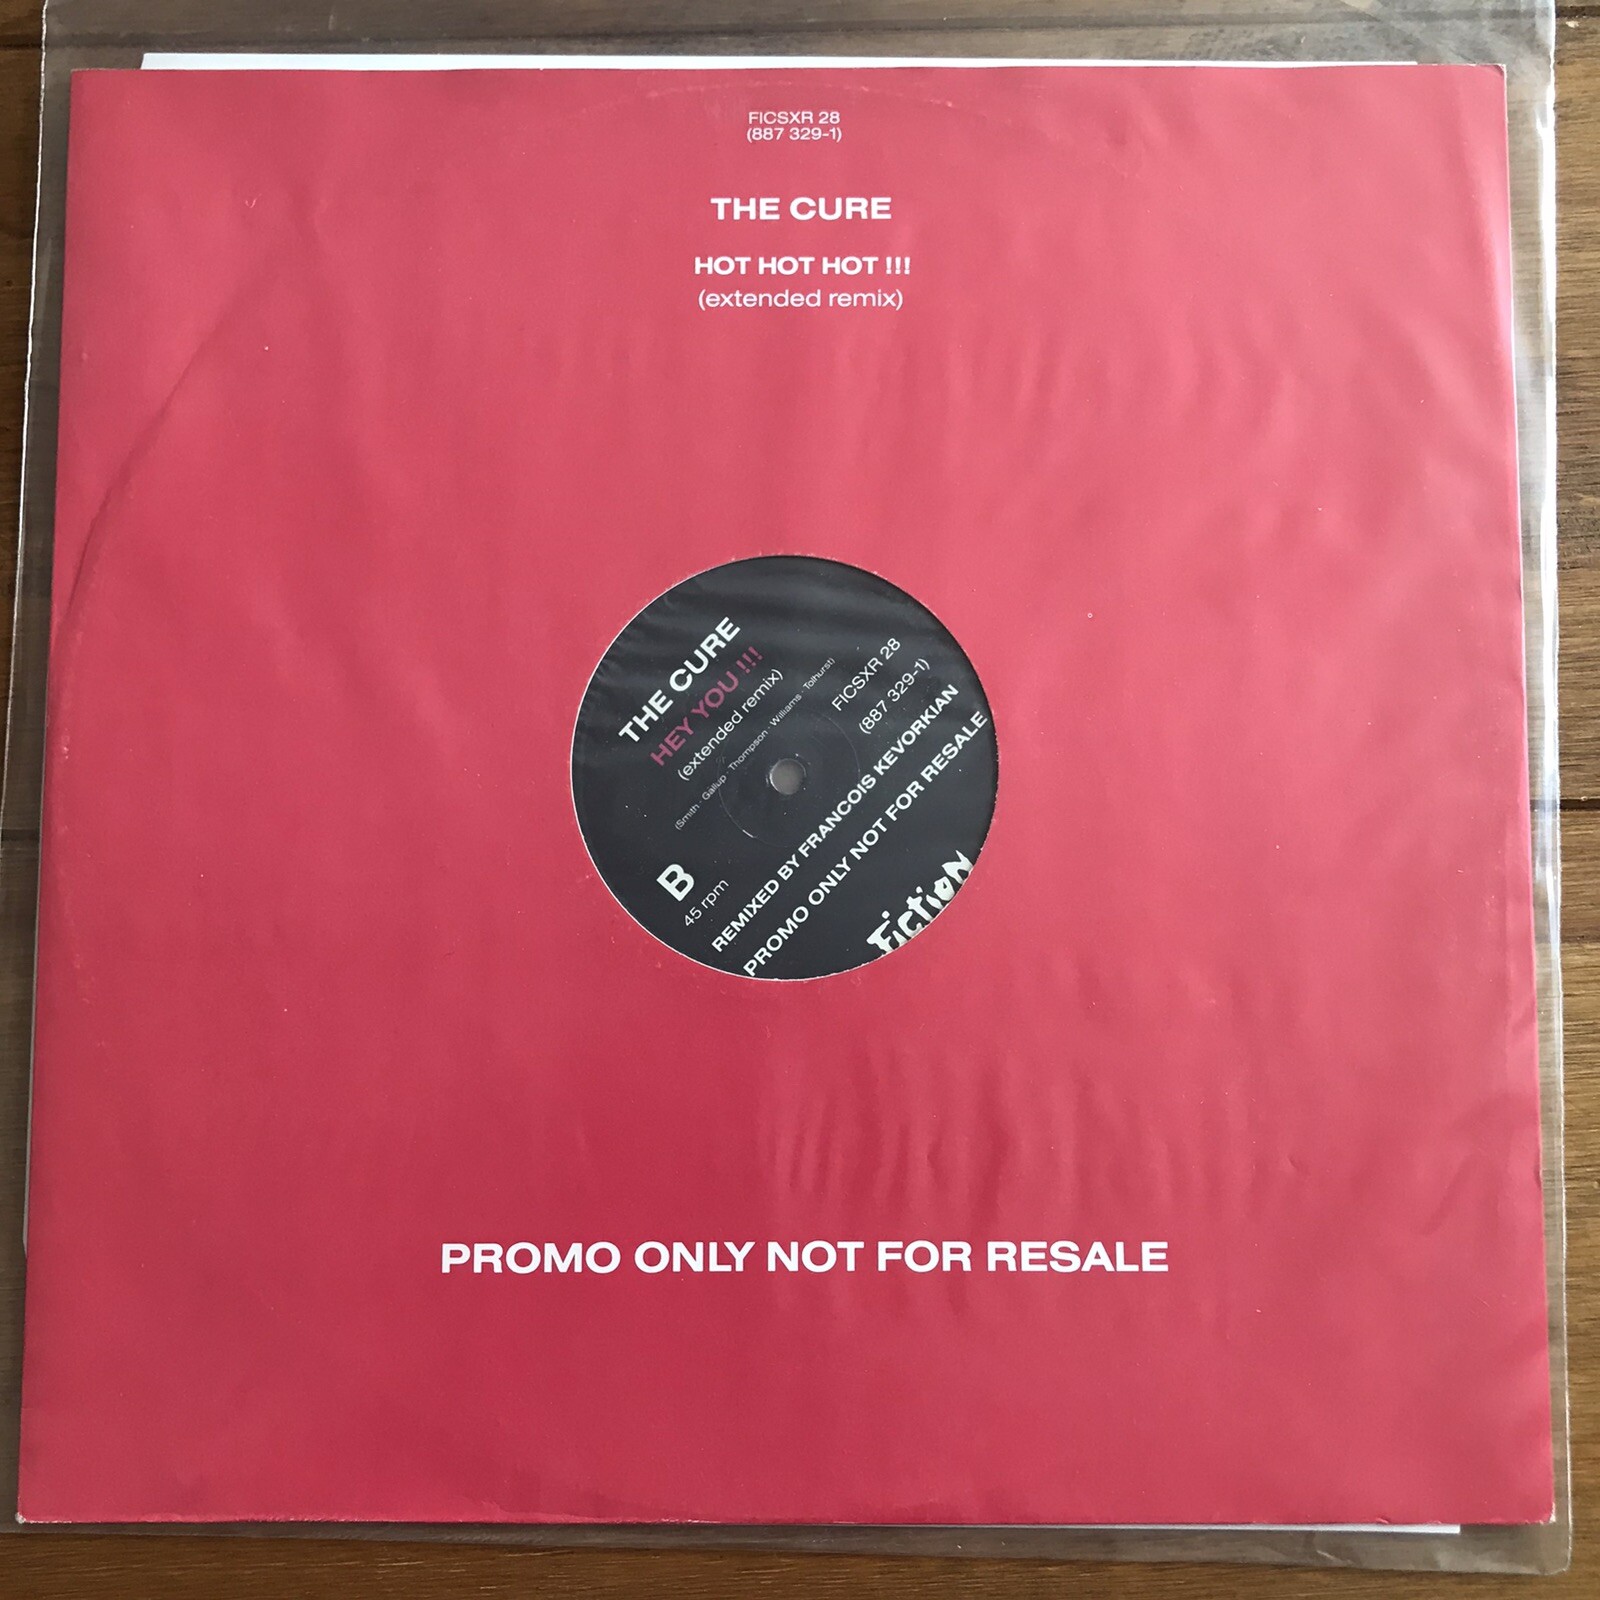 FICSXR 28
(887 329-1)
THE CURE
HOT HOT HOT !!!
(extended remix)
THE CURE
HEY YOU !!!
(extended remix)
(Smith · Gallup · Thompson · Williams · Tolhurst)
FICSXR 28
(887 329-1)
B
45 rpm
REMIXED BY FRANCOIS KEVORKIAN
PROMO ONLY NOT FOR RESALE
Fiction
PROMO ONLY NOT FOR RESALE